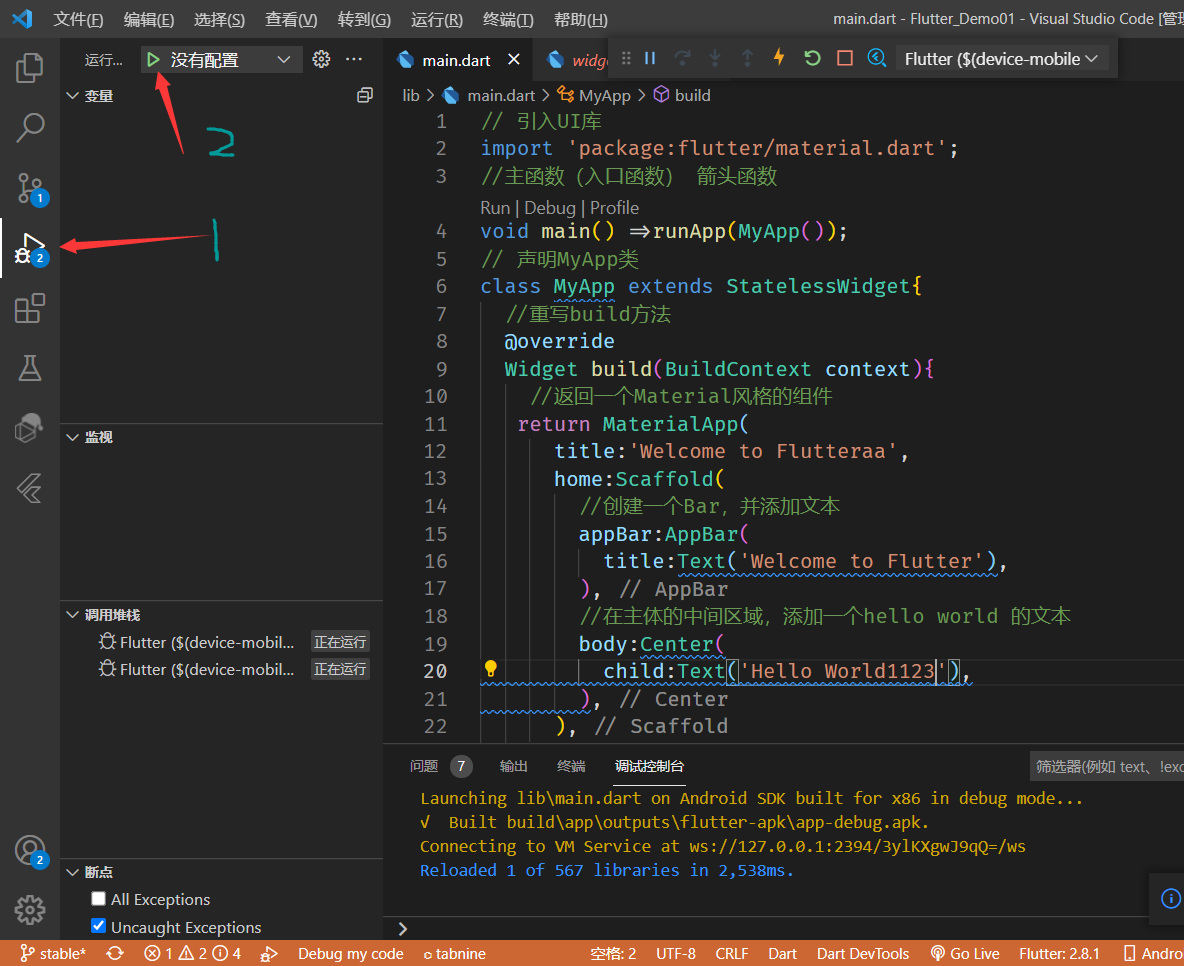 文件(F) 编辑(E) 选择(S) 查看(V) 转到(G) 运行(R) 终端(T) 帮助(H) main.dart - Flutter_Demo01 - Visual Studio Code [管理
运行... 没有配置 ...
main.dart widg Flutter ($(device-mobile
变量
lib > main.dart > MyApp > build
1 // 引入UI库
2 import 'package:flutter/material.dart';
3 //主函数（入口函数） 箭头函数
Run | Debug | Profile
4 void main() =>runApp(MyApp());
5 // 声明MyApp类
6 class MyApp extends StatelessWidget{
7 //重写build方法
8 @override
9 Widget build(BuildContext context){
10 //返回一个Material风格的组件
11 return MaterialApp(
12 title:'Welcome to Flutteraa',
13 home:Scaffold(
14 //创建一个Bar，并添加文本
15 appBar:AppBar(
16 title:Text('Welcome to Flutter'),
17 ), // AppBar
18 //在主体的中间区域，添加一个hello world 的文本
19 body:Center(
20 child:Text('Hello World1123'),
21 ), // Center
22 ), // Scaffold
2
1
1
2
监视
调用堆栈
Flutter ($(device-mobil... 正在运行
Flutter ($(device-mobil... 正在运行
断点
All Exceptions
Uncaught Exceptions
2
问题 7 输出 终端 调试控制台 筛选器(例如 text、!exc
Launching lib\main.dart on Android SDK built for x86 in debug mode...
√ Built build\app\outputs\flutter-apk\app-debug.apk.
Connecting to VM Service at ws://127.0.0.1:2394/3ylKXgwJ9qQ=/ws
Reloaded 1 of 567 libraries in 2,538ms.
>
stable* 1 2 4 Debug my code tabnine 空格: 2 UTF-8 CRLF Dart Dart DevTools Go Live Flutter: 2.8.1 Andro